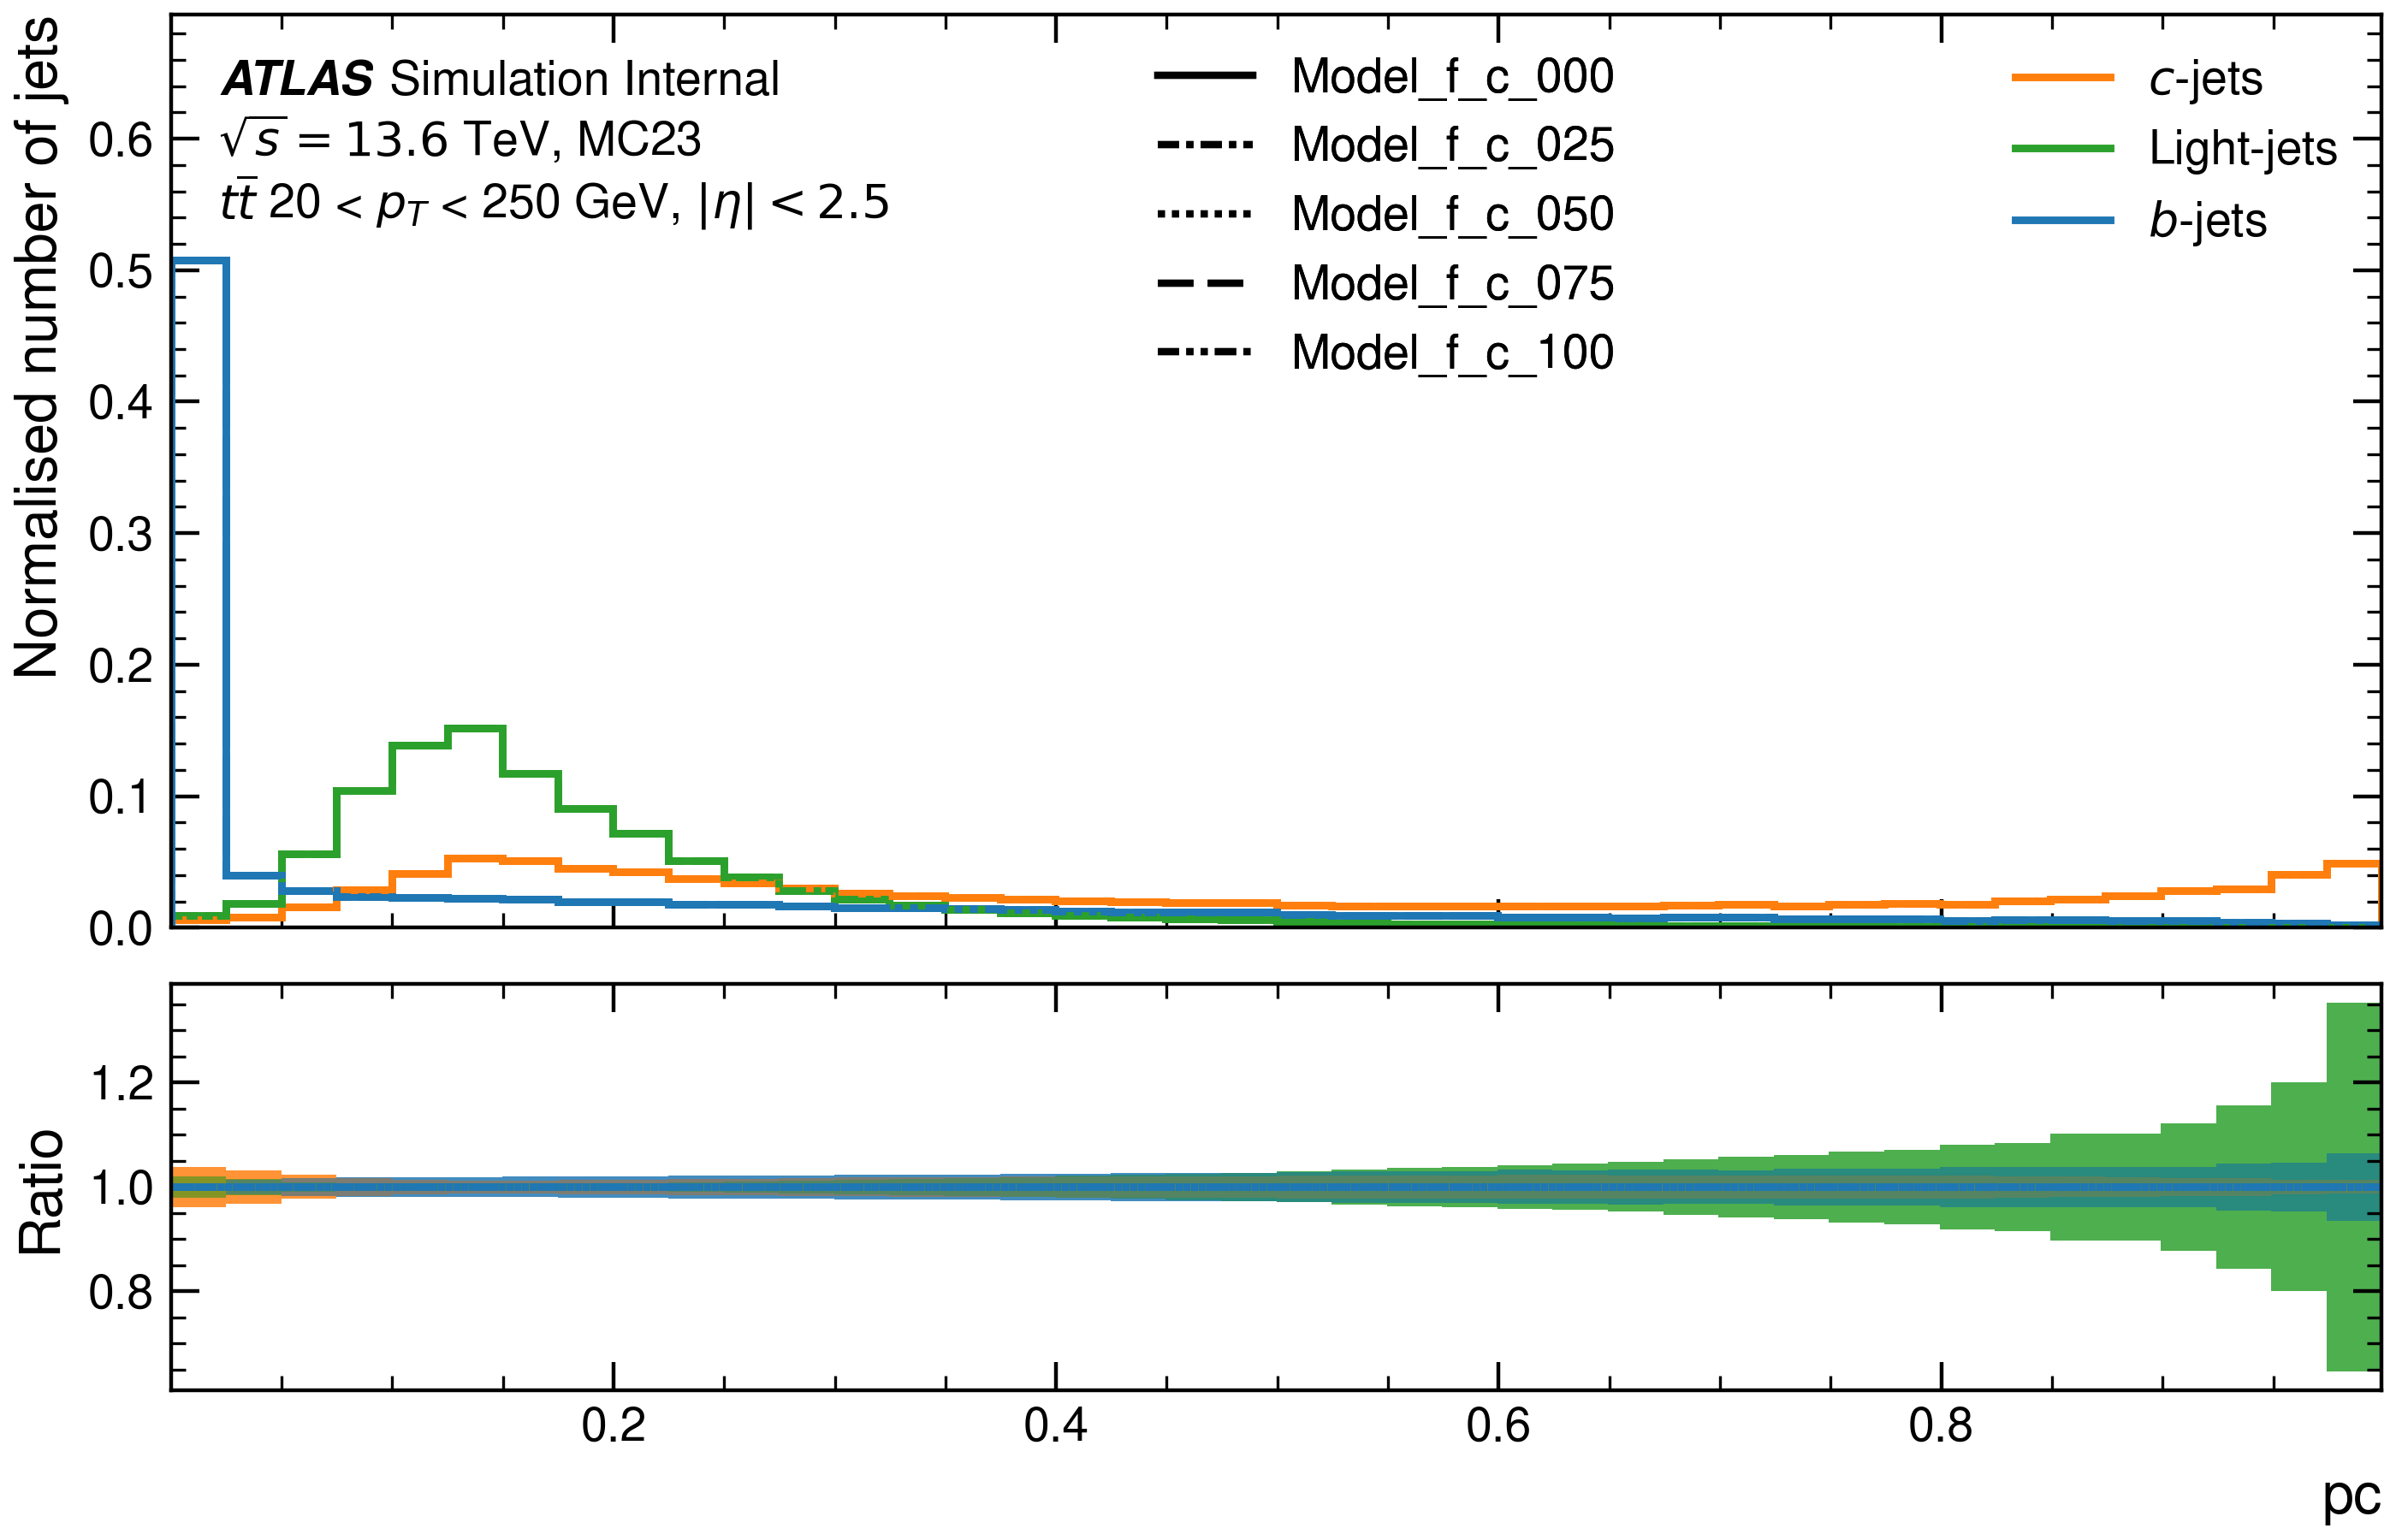 Normalised number of jets
ATLAS Simulation Internal
√s = 13.6 TeV, MC23
tt̄ 20 < p_T < 250 GeV, |η| < 2.5
Model_f_c_000
Model_f_c_025
Model_f_c_050
Model_f_c_075
Model_f_c_100
c-jets
Light-jets
b-jets
0.6
0.5
0.4
0.3
0.2
0.1
0.0
Ratio
1.2
1.0
0.8
0.2 0.4 0.6 0.8
pc